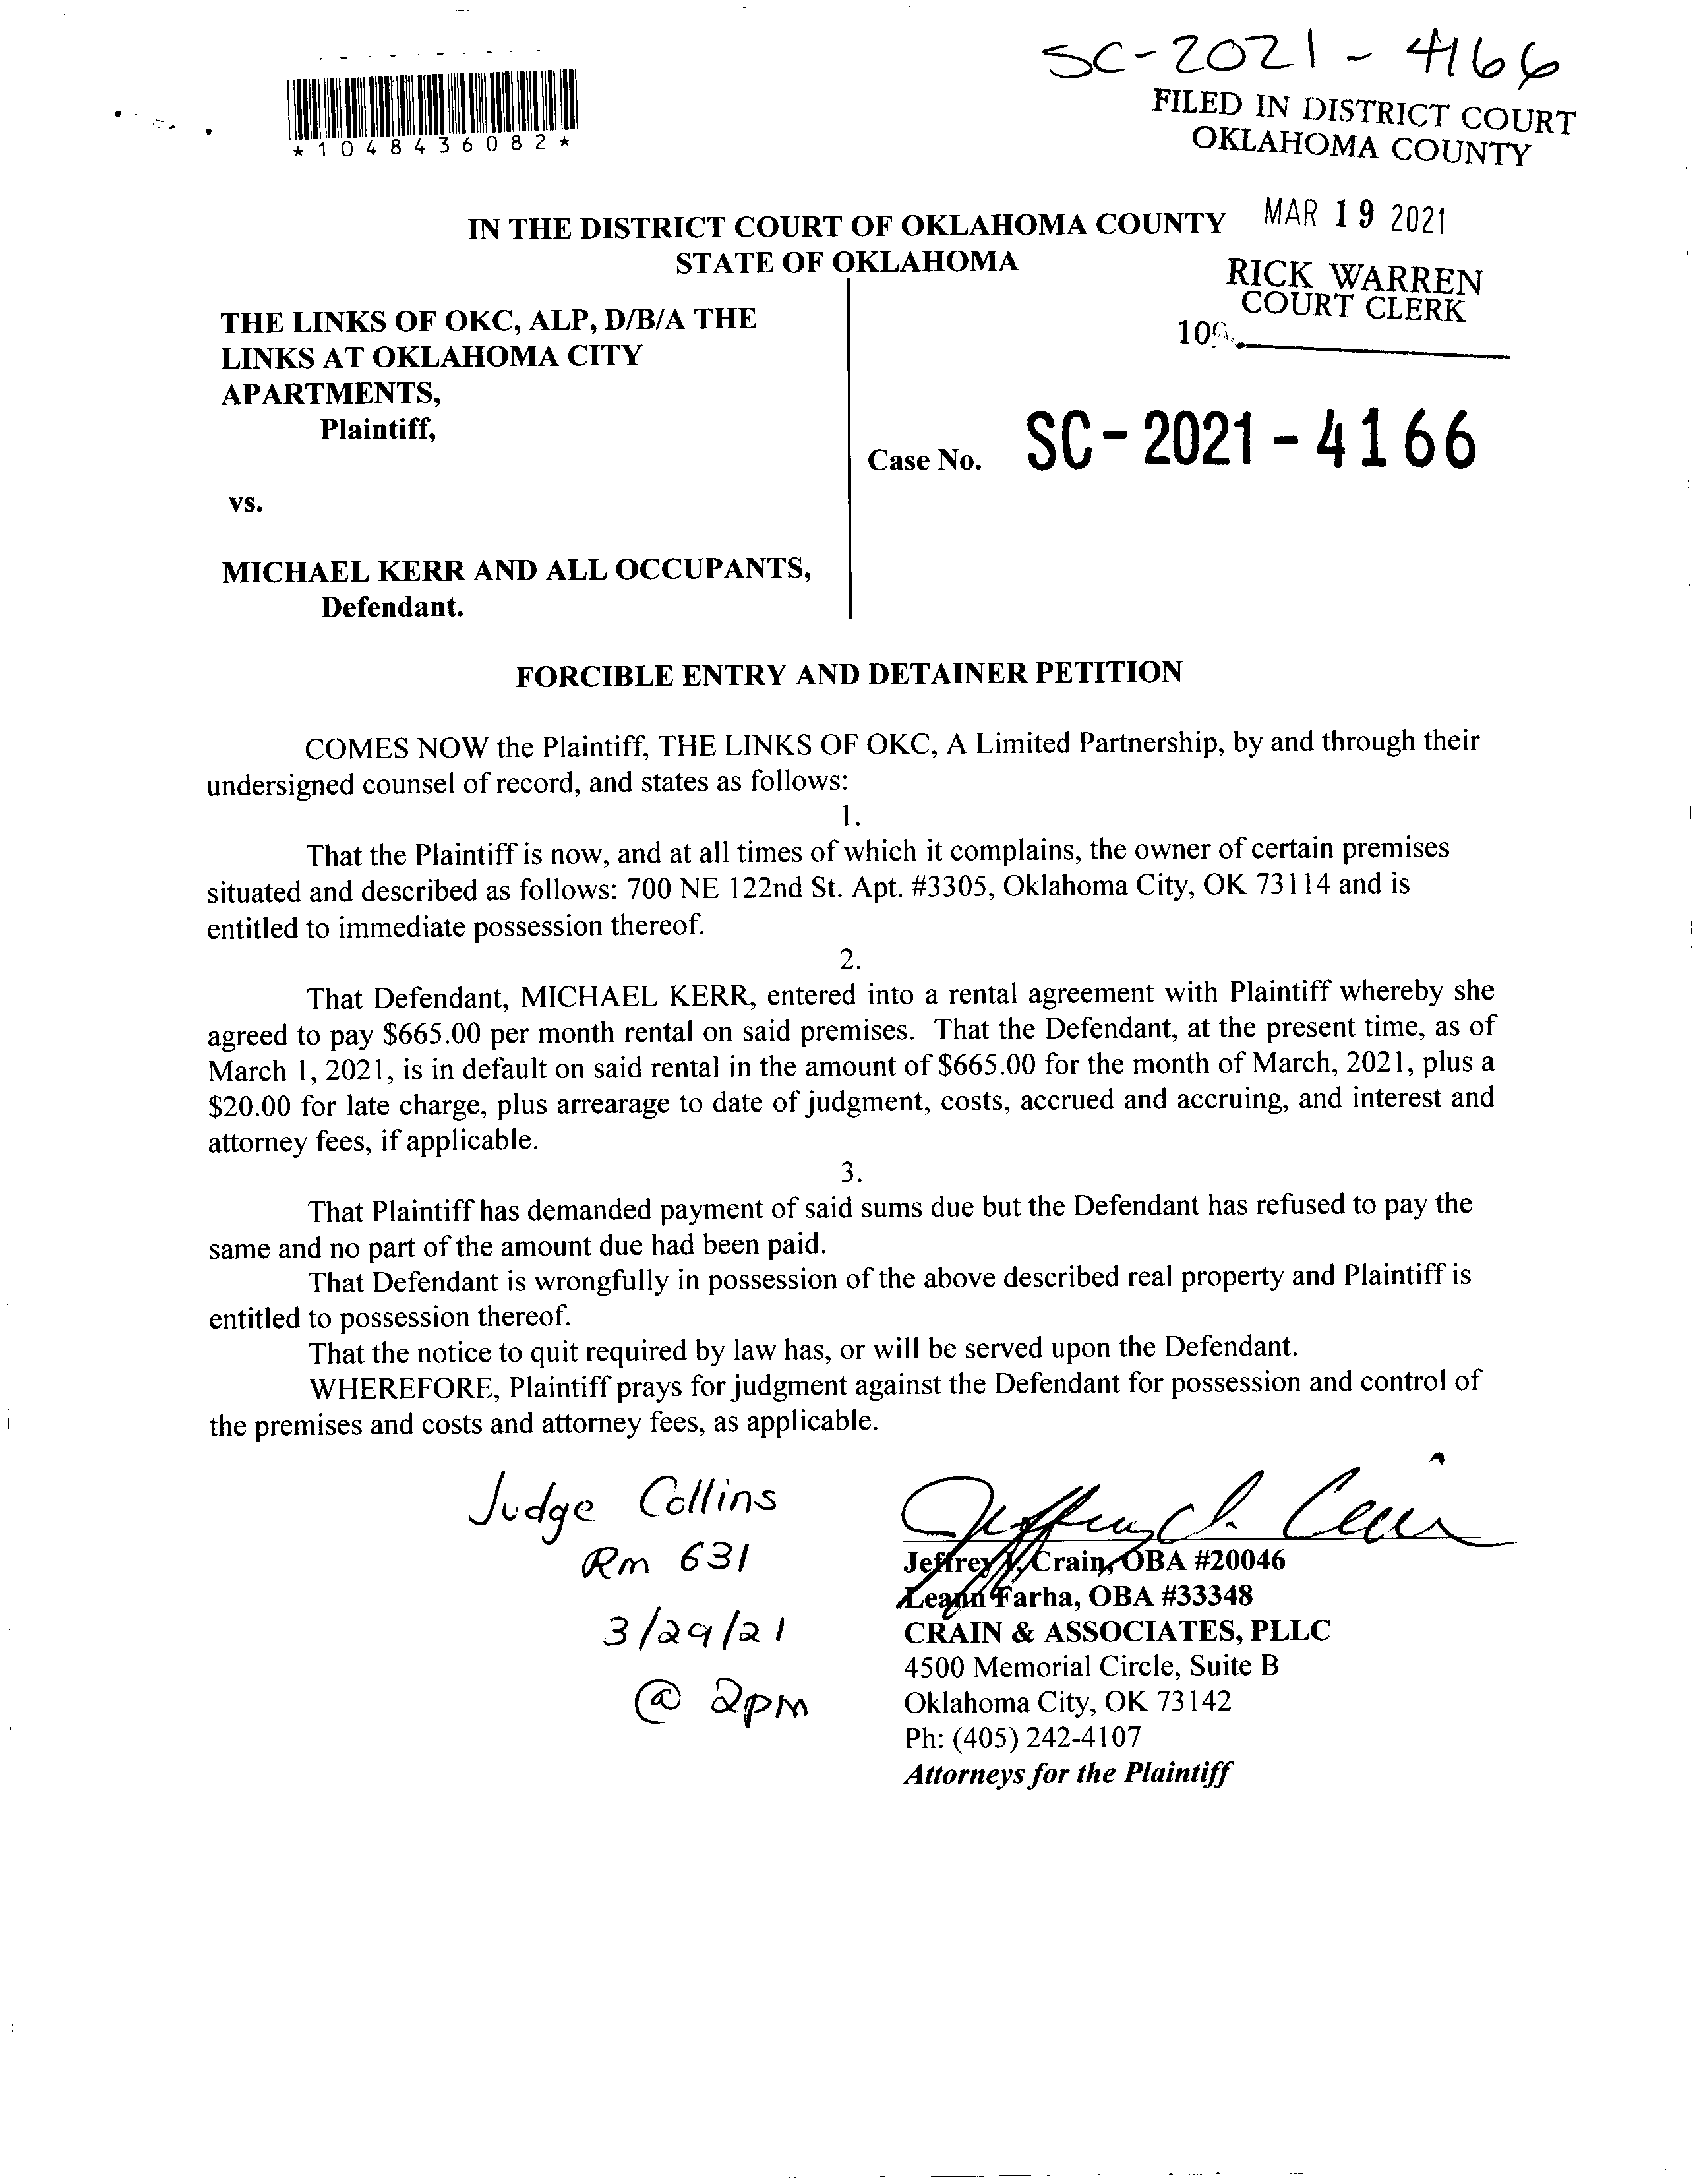 SC-2021-4166
*1048436082*
FILED IN DISTRICT COURT
OKLAHOMA COUNTY
MAR 19 2021
IN THE DISTRICT COURT OF OKLAHOMA COUNTY
STATE OF OKLAHOMA
RICK WARREN
COURT CLERK
THE LINKS OF OKC, ALP, D/B/A THE
LINKS AT OKLAHOMA CITY
APARTMENTS,
Plaintiff,
Case No. SC-2021-4166
vs.
MICHAEL KERR AND ALL OCCUPANTS,
Defendant.
FORCIBLE ENTRY AND DETAINER PETITION
COMES NOW the Plaintiff, THE LINKS OF OKC, A Limited Partnership, by and through their
undersigned counsel of record, and states as follows:
1.
That the Plaintiff is now, and at all times of which it complains, the owner of certain premises
situated and described as follows: 700 NE 122nd St. Apt. #3305, Oklahoma City, OK 73114 and is
entitled to immediate possession thereof.
2.
That Defendant, MICHAEL KERR, entered into a rental agreement with Plaintiff whereby she
agreed to pay $665.00 per month rental on said premises. That the Defendant, at the present time, as of
March 1, 2021, is in default on said rental in the amount of $665.00 for the month of March, 2021, plus a
$20.00 for late charge, plus arrearage to date of judgment, costs, accrued and accruing, and interest and
attorney fees, if applicable.
3.
That Plaintiff has demanded payment of said sums due but the Defendant has refused to pay the
same and no part of the amount due had been paid.
That Defendant is wrongfully in possession of the above described real property and Plaintiff is
entitled to possession thereof.
That the notice to quit required by law has, or will be served upon the Defendant.
WHEREFORE, Plaintiff prays for judgment against the Defendant for possession and control of
the premises and costs and attorney fees, as applicable.
Judge Collins
Rm 631
3/29/21
@ 2pm
Jeffrey Crain, OBA #20046
Leann Farha, OBA #33348
CRAIN & ASSOCIATES, PLLC
4500 Memorial Circle, Suite B
Oklahoma City, OK 73142
Ph: (405) 242-4107
Attorneys for the Plaintiff